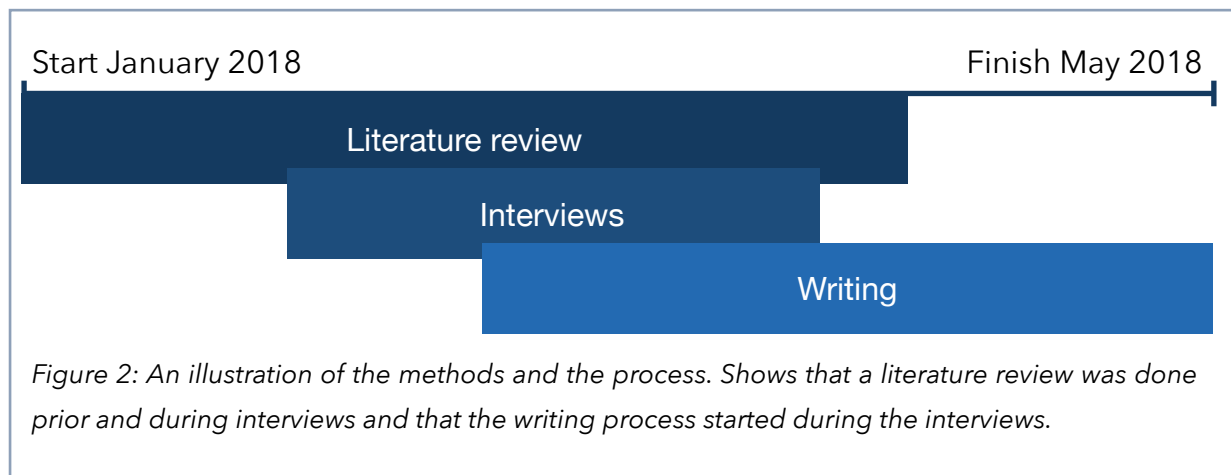 Start January 2018
Finish May 2018
Literature review
Interviews
Writing
Figure 2: An illustration of the methods and the process. Shows that a literature review was done
prior and during interviews and that the writing process started during the interviews.